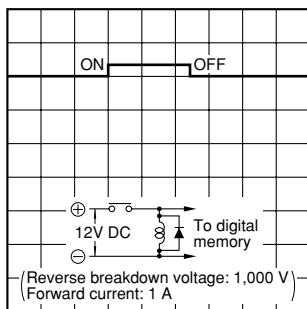 ON OFF
⊕
12V DC
⊖
To digital
memory
(Reverse breakdown voltage: 1,000 V
Forward current: 1 A)